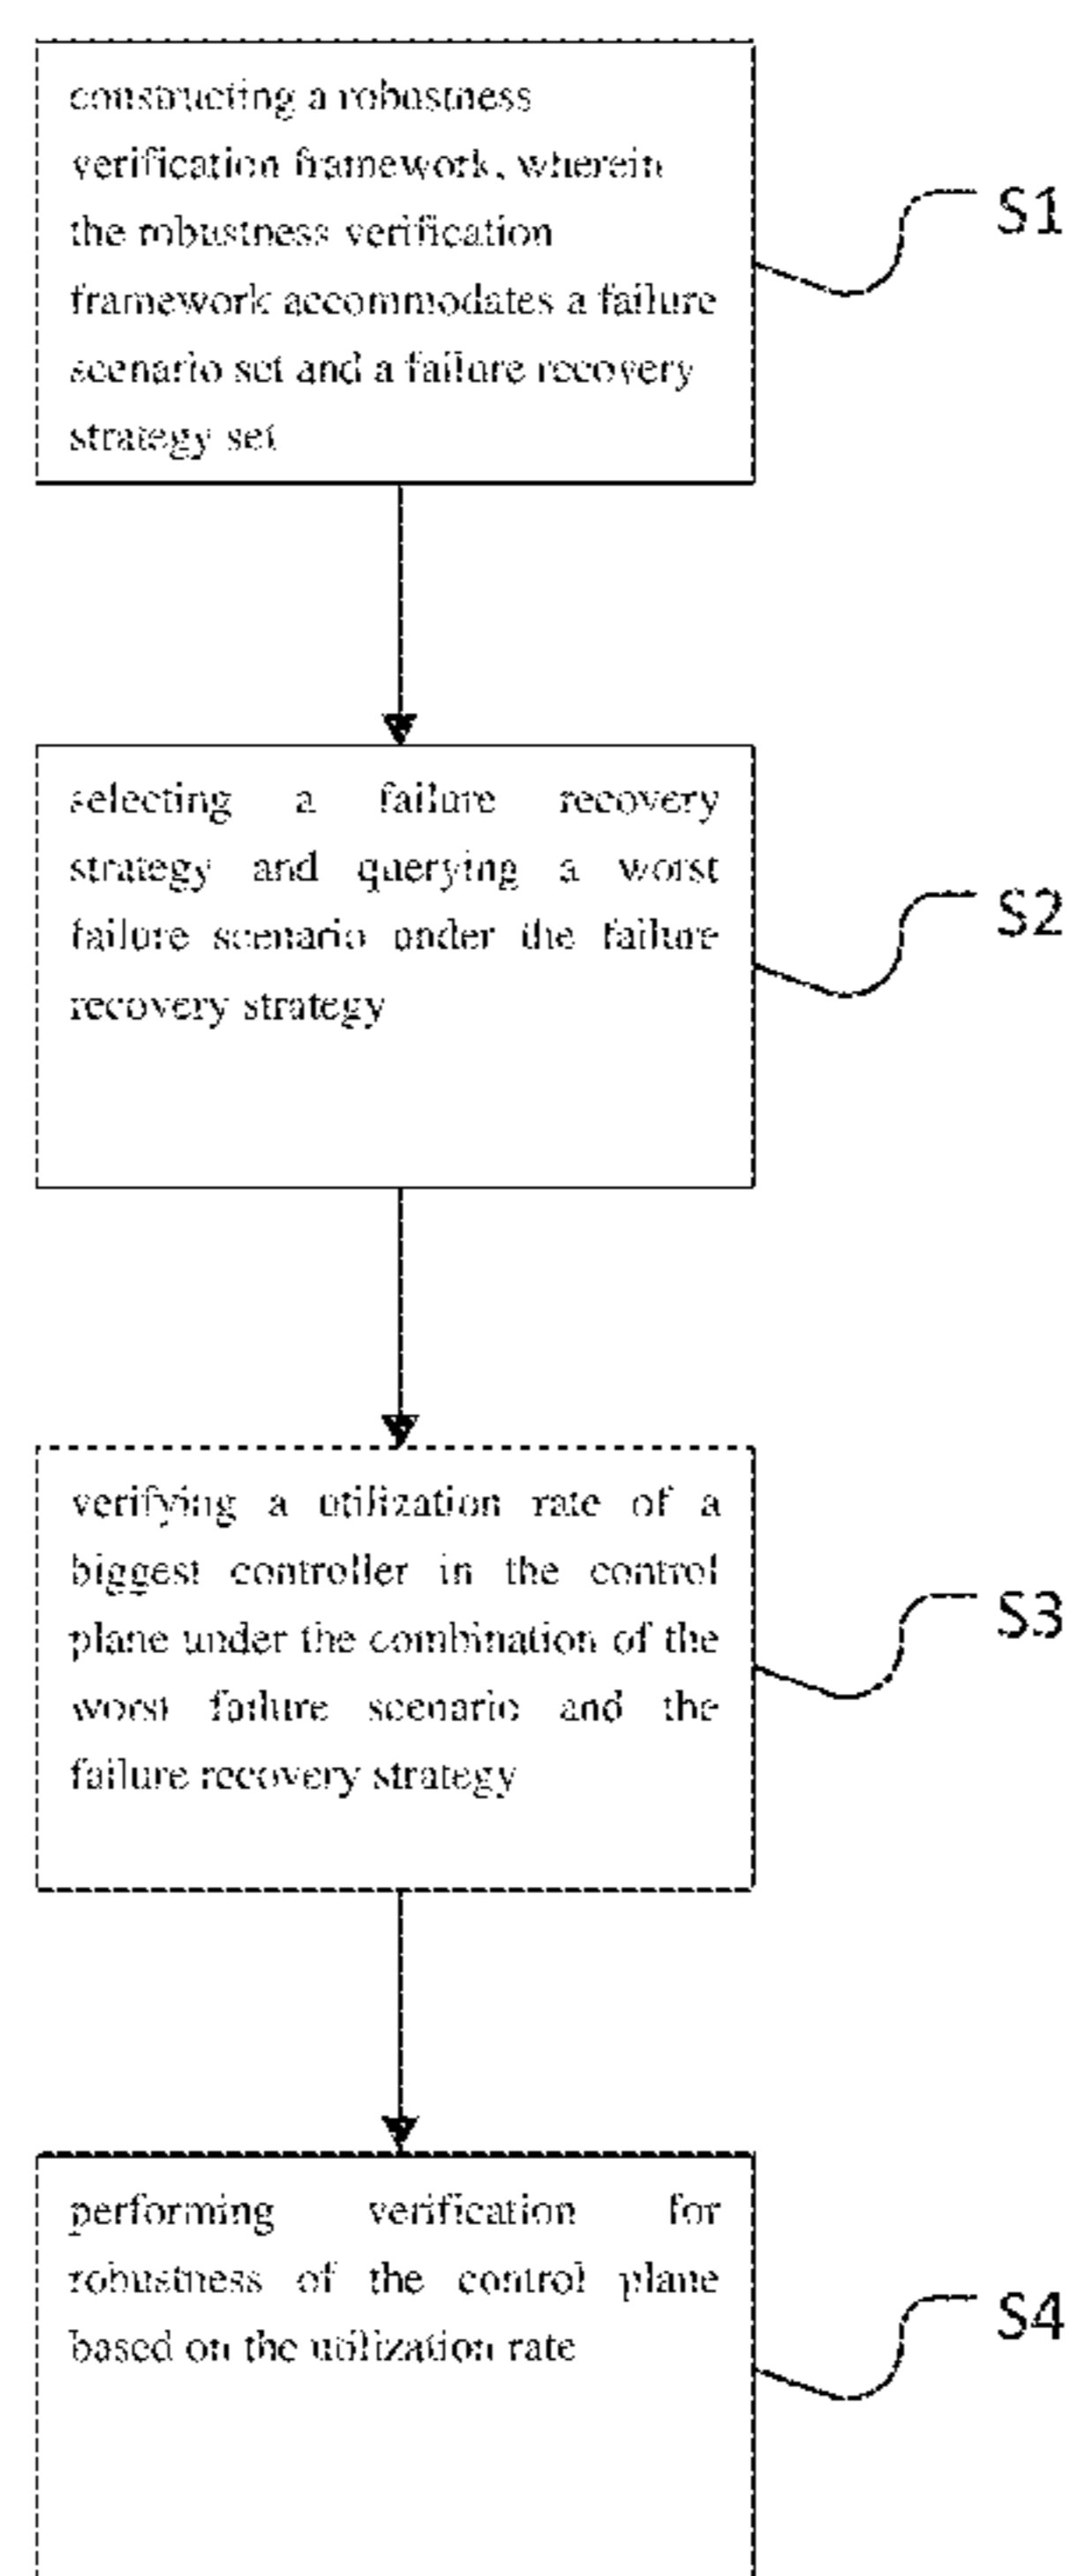 constructing a robustness
verification framework, wherein
the robustness verification
framework accommodates a failure
scenario set and a failure recovery
strategy set
S1
selecting a failure recovery
strategy and querying a worst
failure scenario under the failure
recovery strategy
S2
verifying a utilization rate of a
biggest controller in the control
plane under the combination of the
worst failure scenario and the
failure recovery strategy
S3
performing verification for
robustness of the control plane
based on the utilization rate
S4